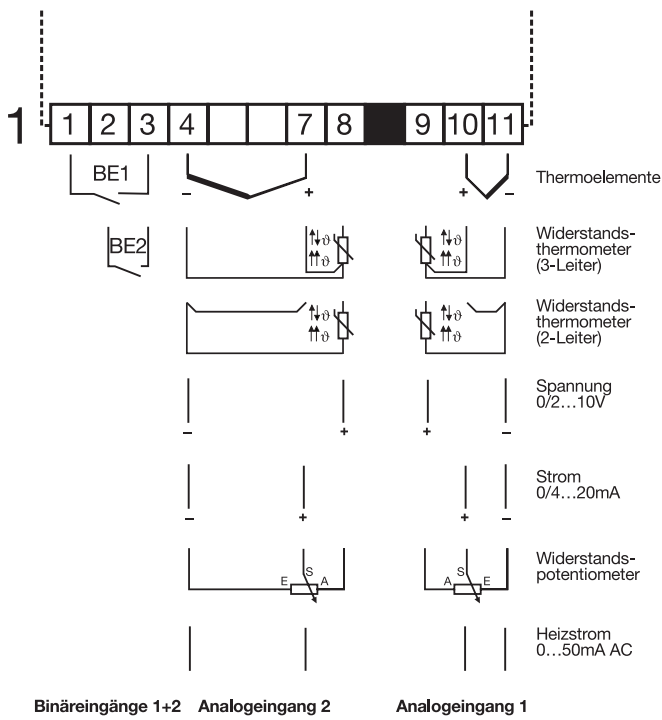 1 1 2 3 4 7 8 9 10 11
BE1
– + + –
Thermoelemente
BE2
ϑ ϑ
ϑ ϑ
Widerstands-
thermometer
(3-Leiter)
ϑ ϑ
ϑ ϑ
Widerstands-
thermometer
(2-Leiter)
Spannung
0/2...10V
– + + –
Strom
0/4...20mA
– + + –
Widerstands-
potentiometer
E S A A S E
Heizstrom
0...50mA AC
Binäreingänge 1+2 Analogeingang 2 Analogeingang 1